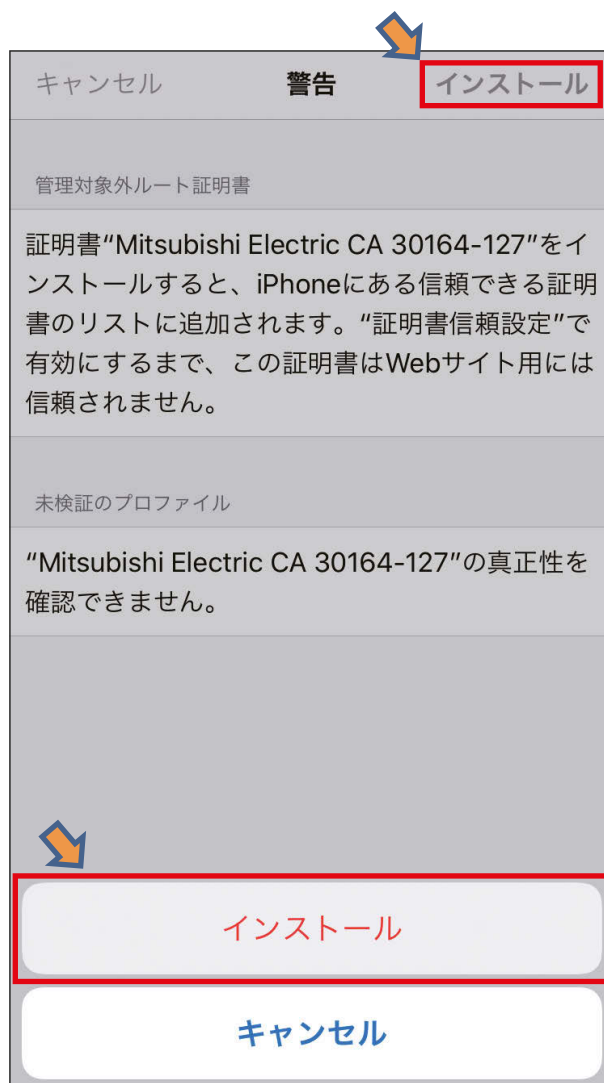 キャンセル 警告 インストール
管理対象外ルート証明書
証明書“Mitsubishi Electric CA 30164-127”をイ
ンストールすると、iPhoneにある信頼できる証明
書のリストに追加されます。“証明書信頼設定”で
有効にするまで、この証明書はWebサイト用には
信頼されません。
未検証のプロファイル
“Mitsubishi Electric CA 30164-127”の真正性を
確認できません。
インストール
キャンセル